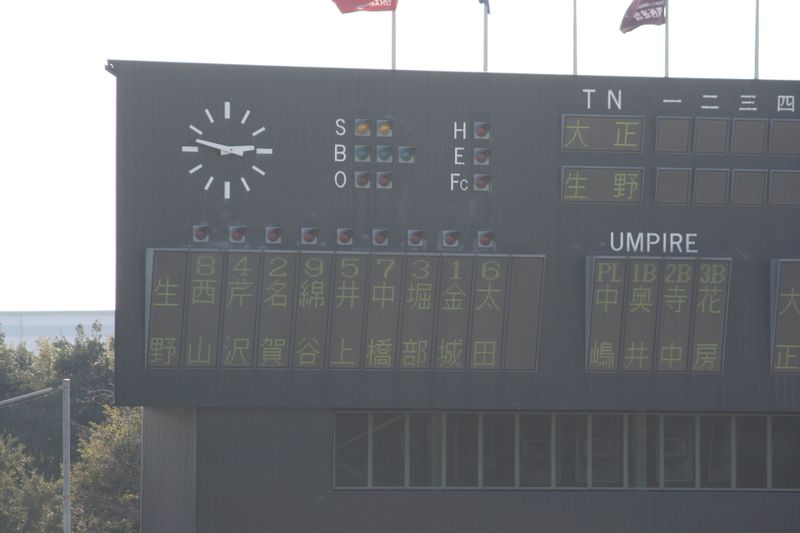 TN 一 二 三 四
S H 大正
B E
O Fc 生野
UMPIRE
8 4 2 9 5 7 3 1 6 PL 1B 2B 3B
生野 西山 芹沢 名賀 綿谷 井上 中橋 堀部 金城 太田 中嶋 奥井 寺中 花房 大正